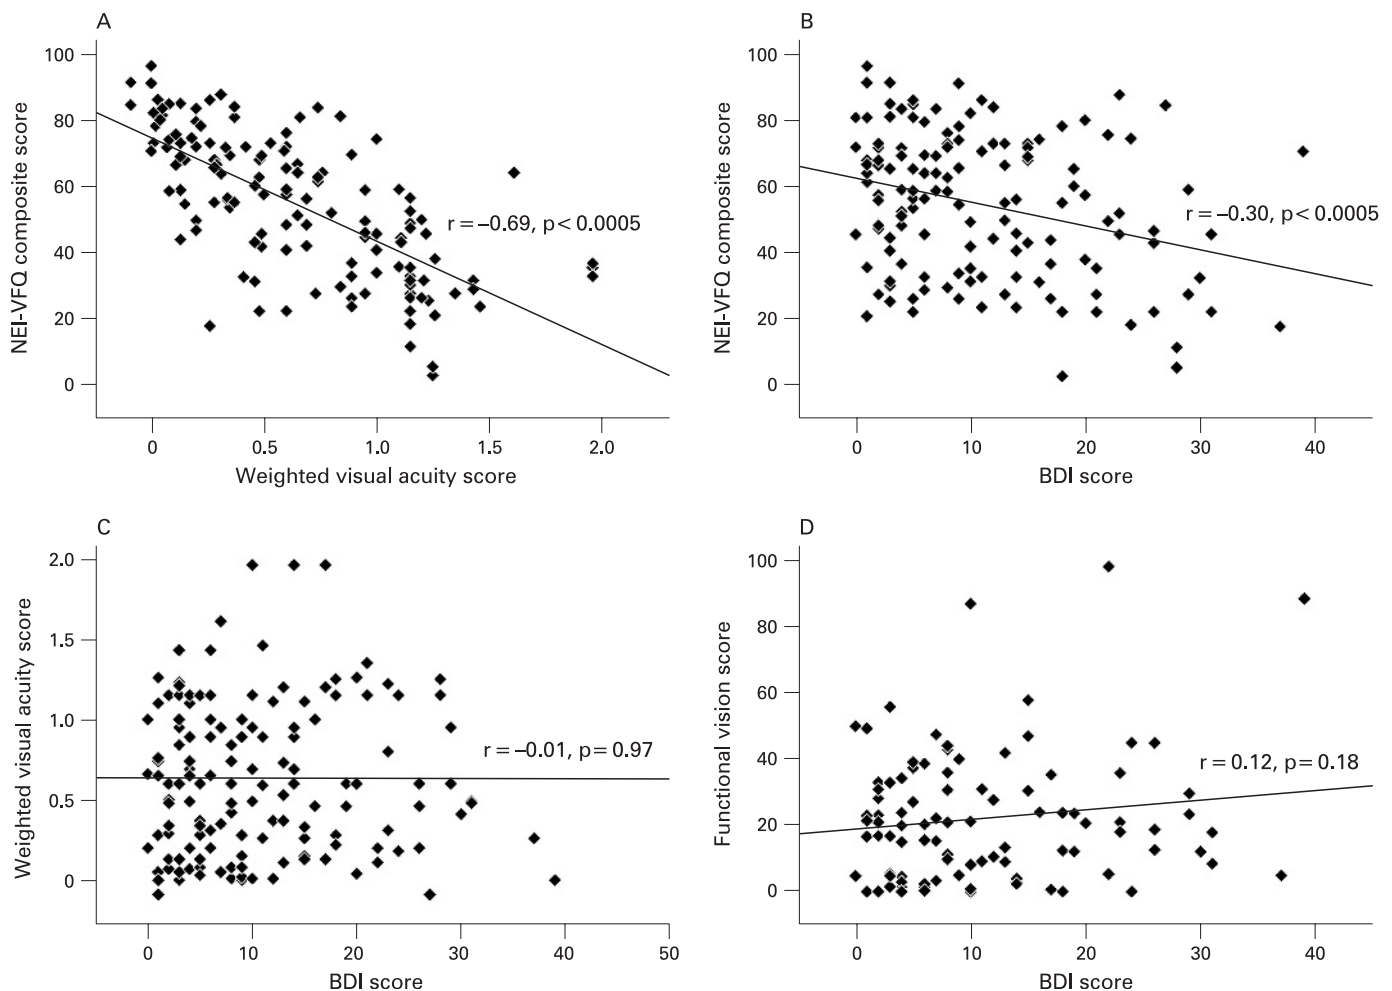 A
100
80
60
40
20
0
NEI-VFQ composite score
r = –0.69, p < 0.0005
0
0.5
1.0
1.5
2.0
Weighted visual acuity score
B
100
80
60
40
20
0
NEI-VFQ composite score
r = –0.30, p < 0.0005
0
10
20
30
40
BDI score
C
2.0
1.5
1.0
0.5
0
Weighted visual acuity score
r = –0.01, p = 0.97
0
10
20
30
40
50
BDI score
D
100
80
60
40
20
0
Functional vision score
r = 0.12, p = 0.18
0
10
20
30
40
BDI score